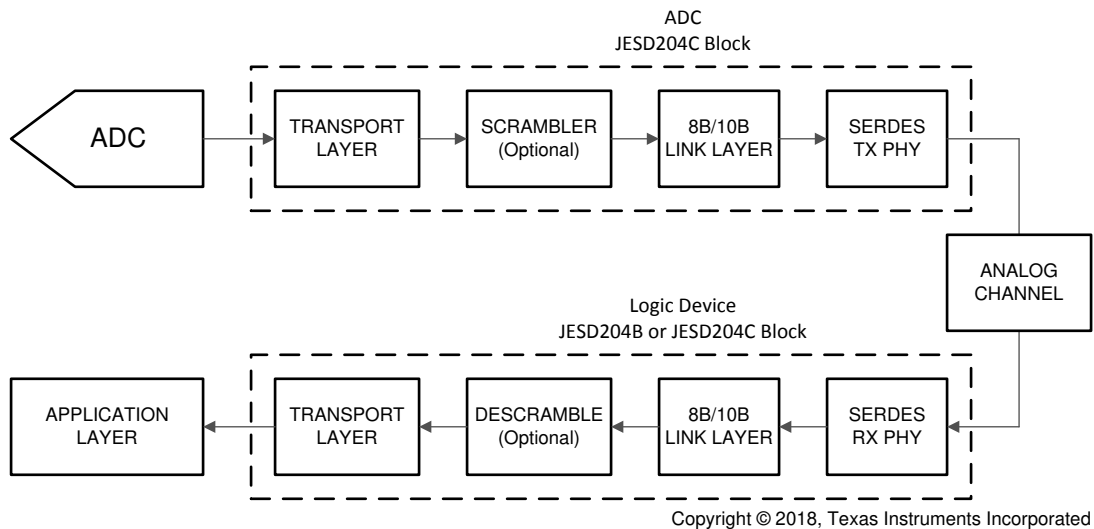 ADC
JESD204C Block
ADC
TRANSPORT
LAYER
SCRAMBLER
(Optional)
8B/10B
LINK LAYER
SERDES
TX PHY
ANALOG
CHANNEL
Logic Device
JESD204B or JESD204C Block
APPLICATION
LAYER
TRANSPORT
LAYER
DESCRAMBLE
(Optional)
8B/10B
LINK LAYER
SERDES
RX PHY
Copyright © 2018, Texas Instruments Incorporated